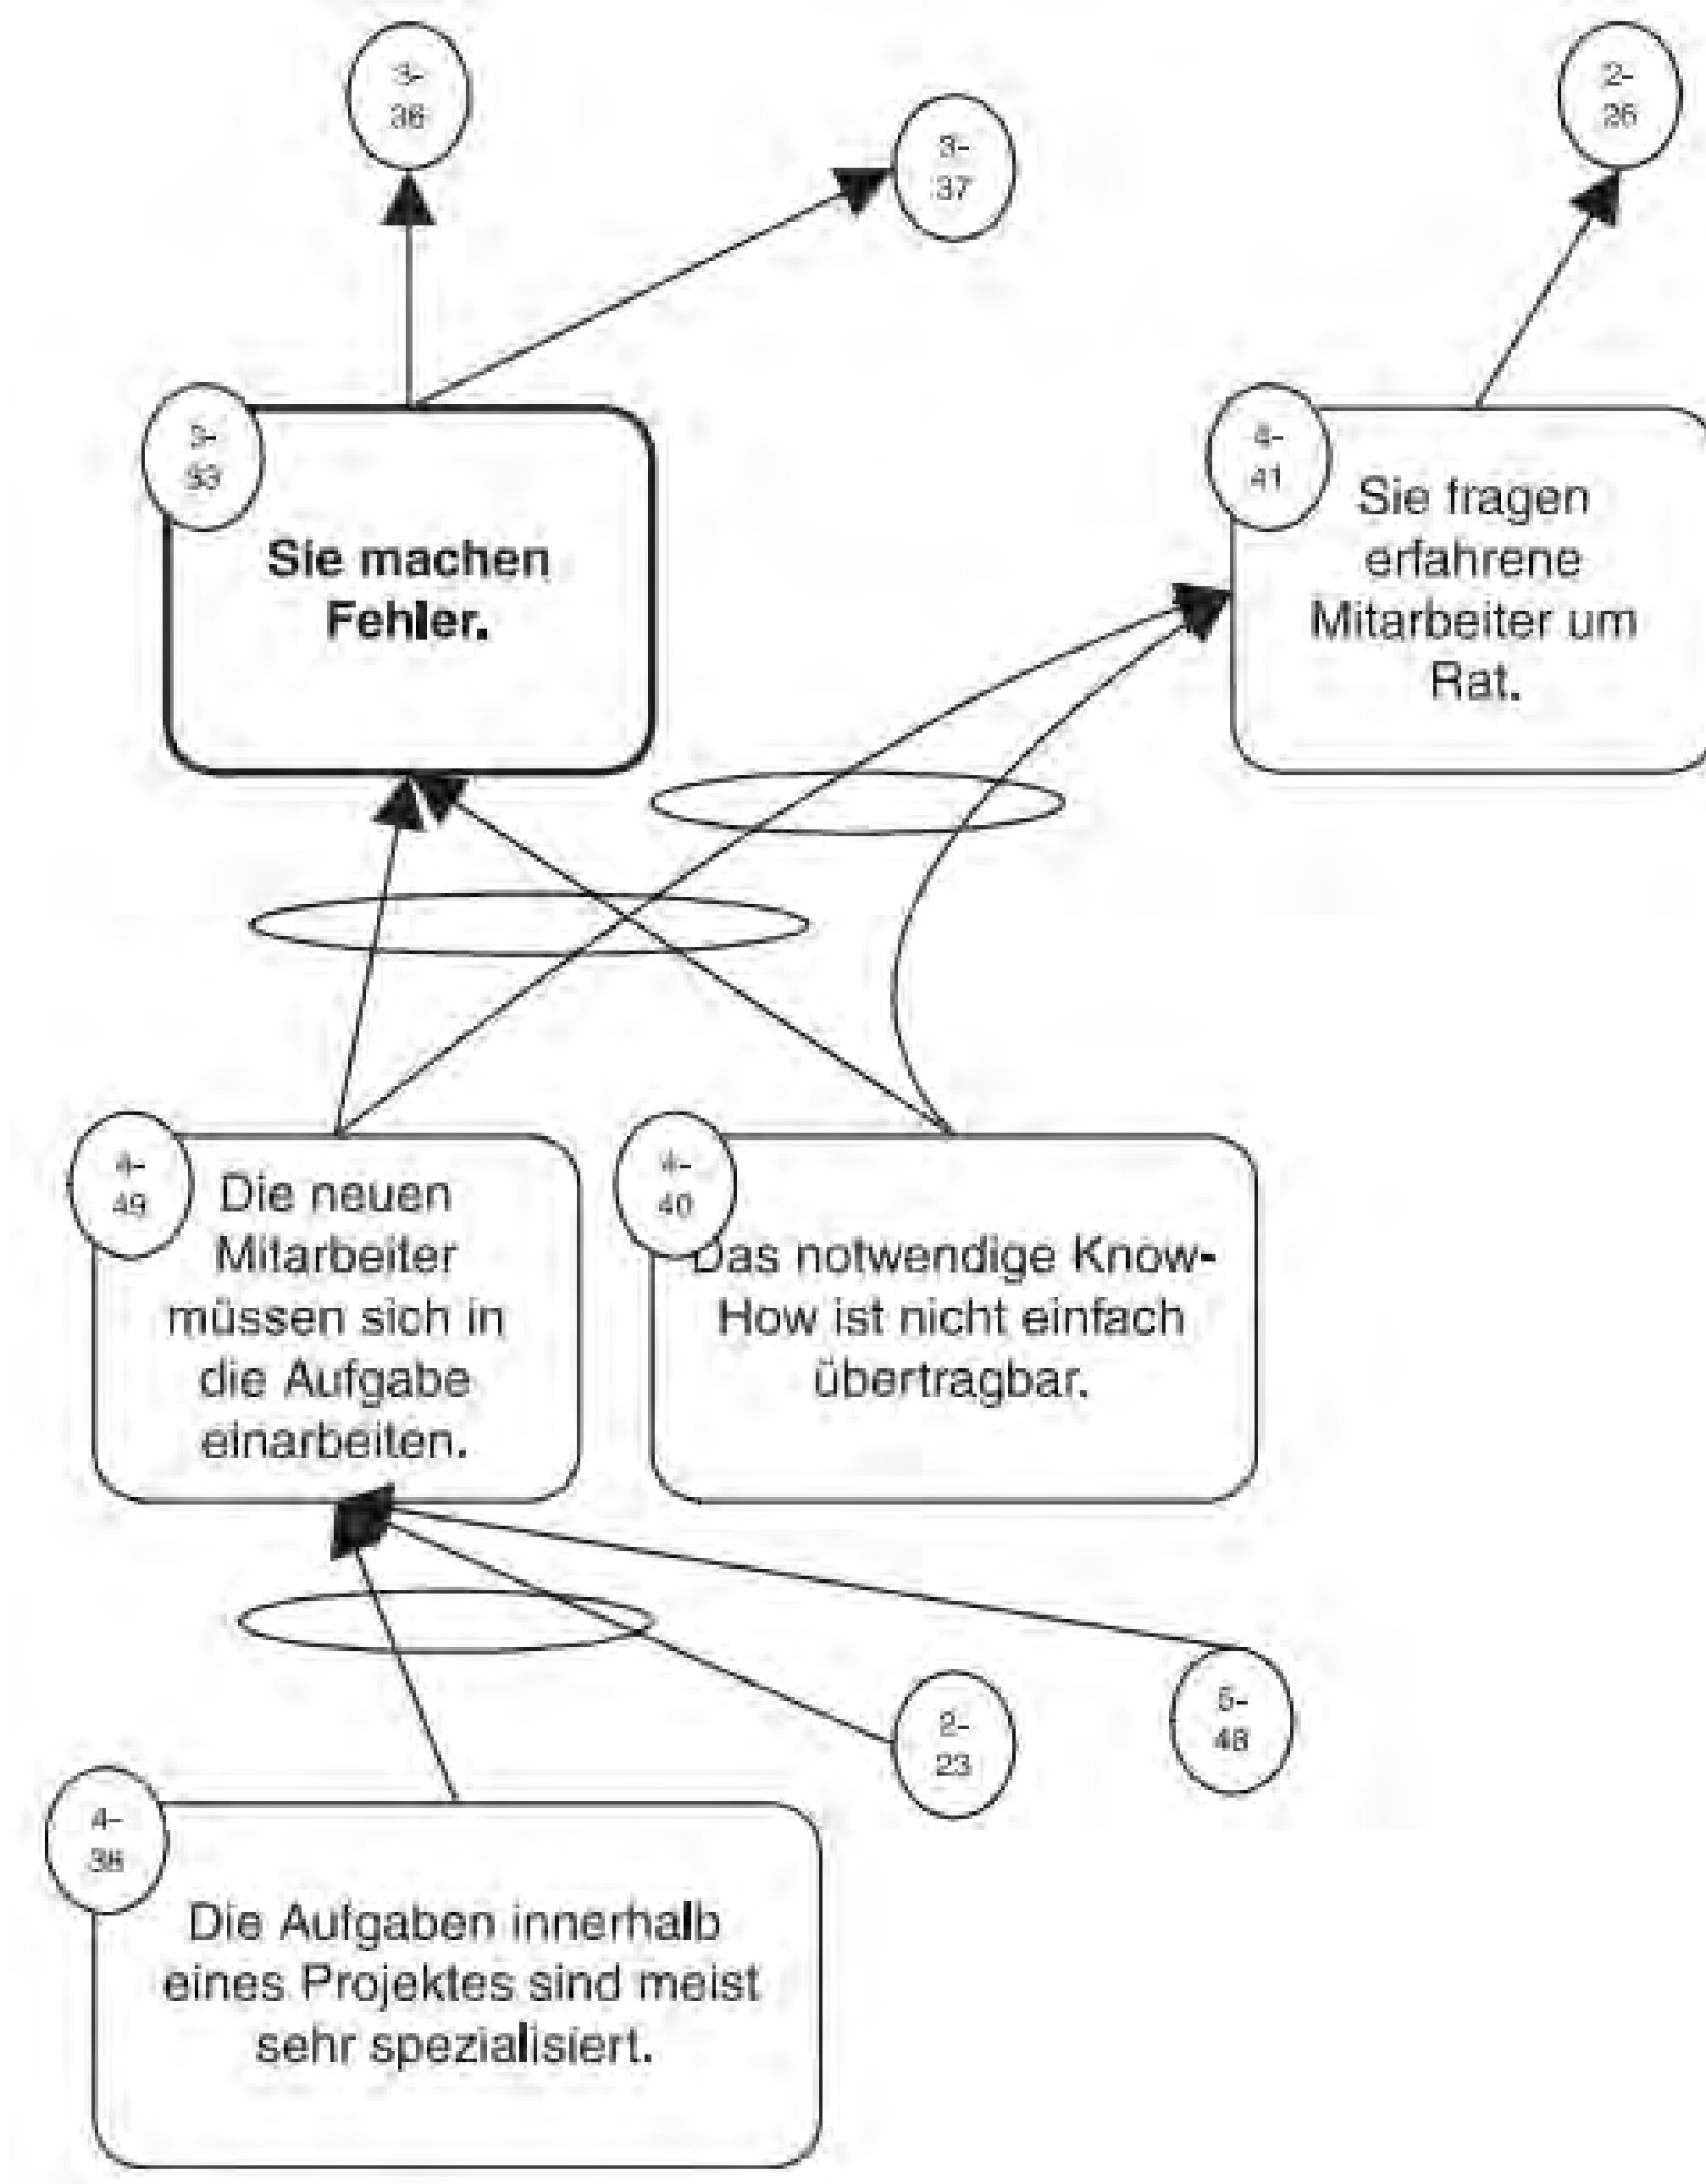 3-
36
2-
26
3-
37
3-
Sie machen
Fehler.
4-
41
Sie fragen
erfahrene
Mitarbeiter um
Rat.
4-
49
Die neuen
Mitarbeiter
müssen sich in
die Aufgabe
einarbeiten.
4-
40
Das notwendige Know-
How ist nicht einfach
übertragbar.
2-
23
48
4-
38
Die Aufgaben innerhalb
eines Projektes sind meist
sehr spezialisiert.